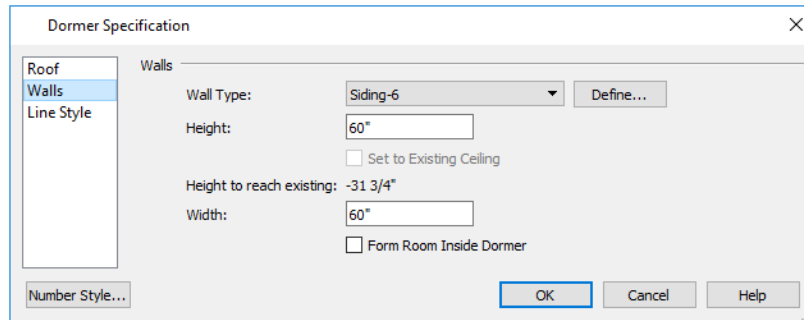 Dormer Specification
Roof
Walls
Line Style
Walls
Wall Type: Siding-6 Define...
Height: 60"
Set to Existing Ceiling
Height to reach existing: -31 3/4"
Width: 60"
Form Room Inside Dormer
Number Style... OK Cancel Help